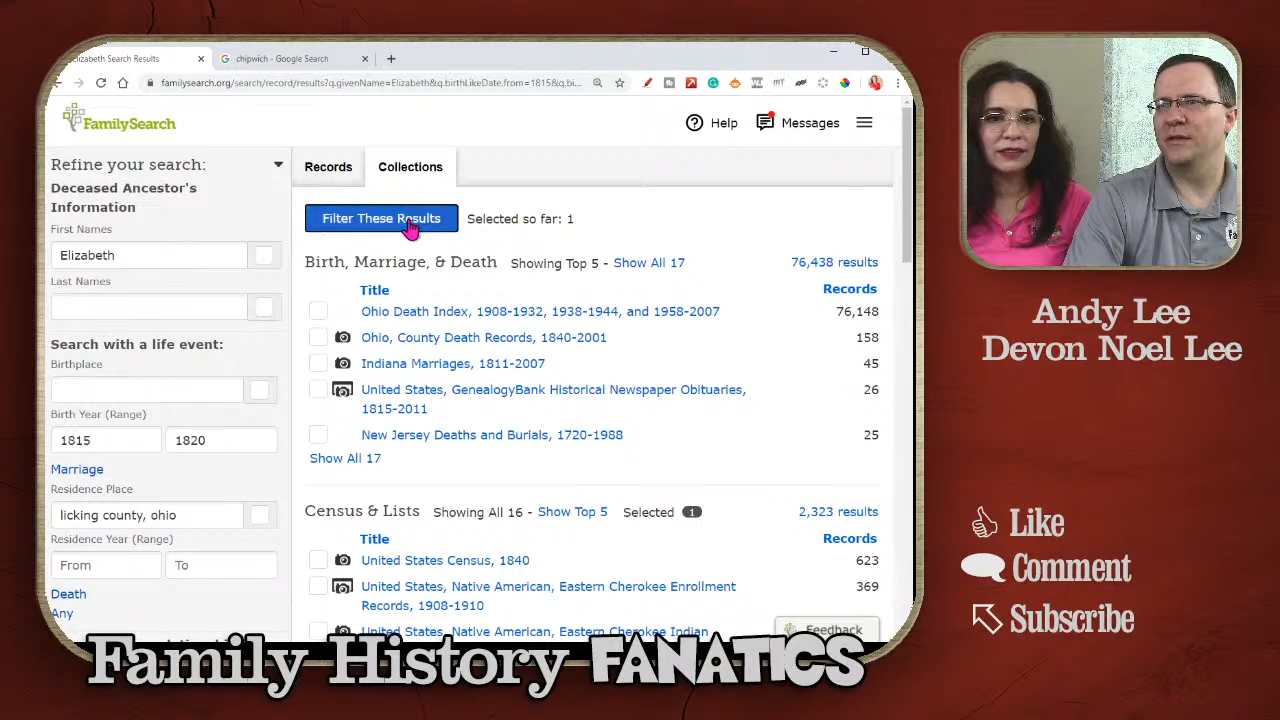 Elizabeth Search Results
chipwich - Google Search
familysearch.org/search/record/results?q.givenName=Elizabeth&q.birthLikeDate.from=1815&q.bi...
FamilySearch
Help
Messages
Refine your search:
Deceased Ancestor's
Information
First Names
Elizabeth
Last Names
Search with a life event:
Birthplace
Birth Year (Range)
1815
1820
Marriage
Residence Place
licking county, ohio
Residence Year (Range)
From
To
Death
Any
Records
Collections
Filter These Results
Selected so far: 1
Birth, Marriage, & Death Showing Top 5 - Show All 17 76,438 results
Title Records
Ohio Death Index, 1908-1932, 1938-1944, and 1958-2007 76,148
Ohio, County Death Records, 1840-2001 158
Indiana Marriages, 1811-2007 45
United States, GenealogyBank Historical Newspaper Obituaries, 26
1815-2011
New Jersey Deaths and Burials, 1720-1988 25
Show All 17
Census & Lists Showing All 16 - Show Top 5 Selected 1 2,323 results
Title Records
United States Census, 1840 623
United States, Native American, Eastern Cherokee Enrollment 369
Records, 1908-1910
United States, Native American, Eastern Cherokee Indian
Feedback
Andy Lee
Devon Noel Lee
Like
Comment
Subscribe
Family History FANATICS